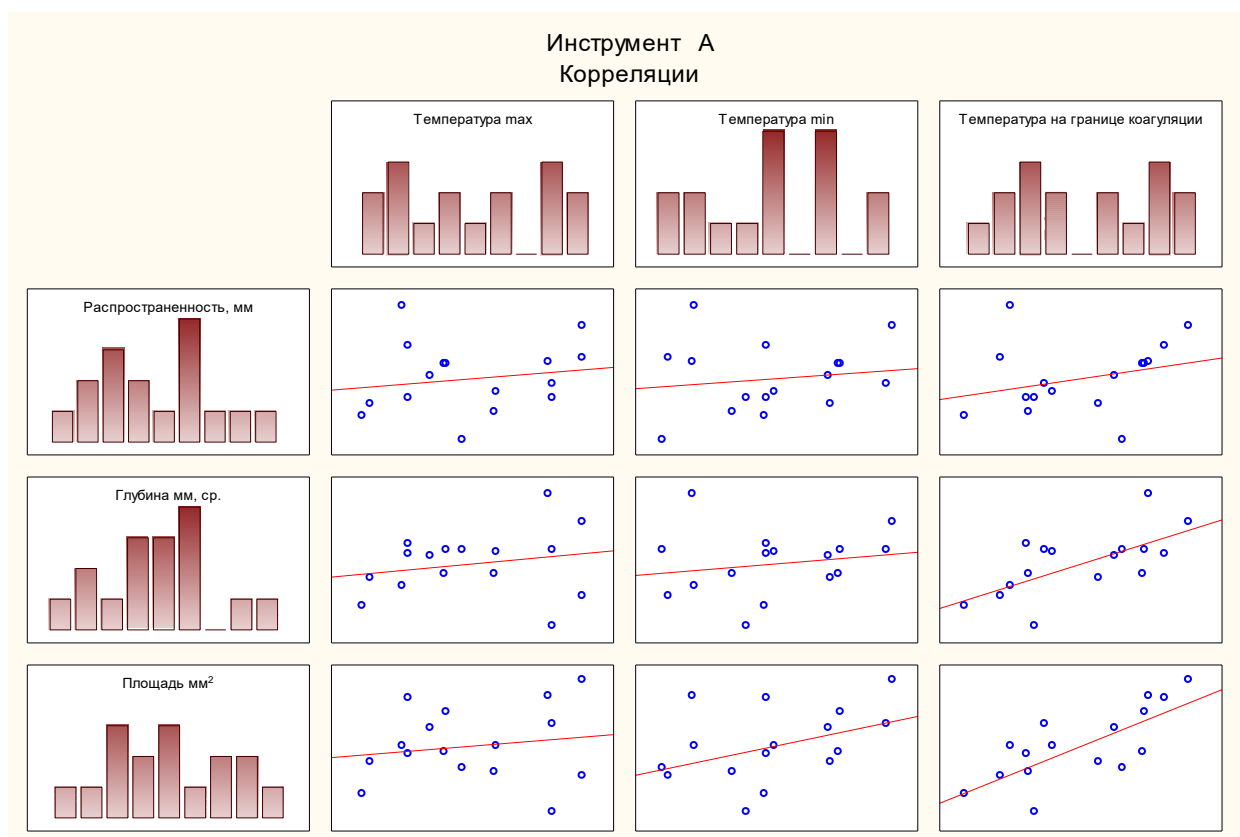 Инструмент А
Корреляции
Температура max
Температура min
Температура на границе коагуляции
Распространенность, мм
Глубина мм, ср.
Площадь мм²